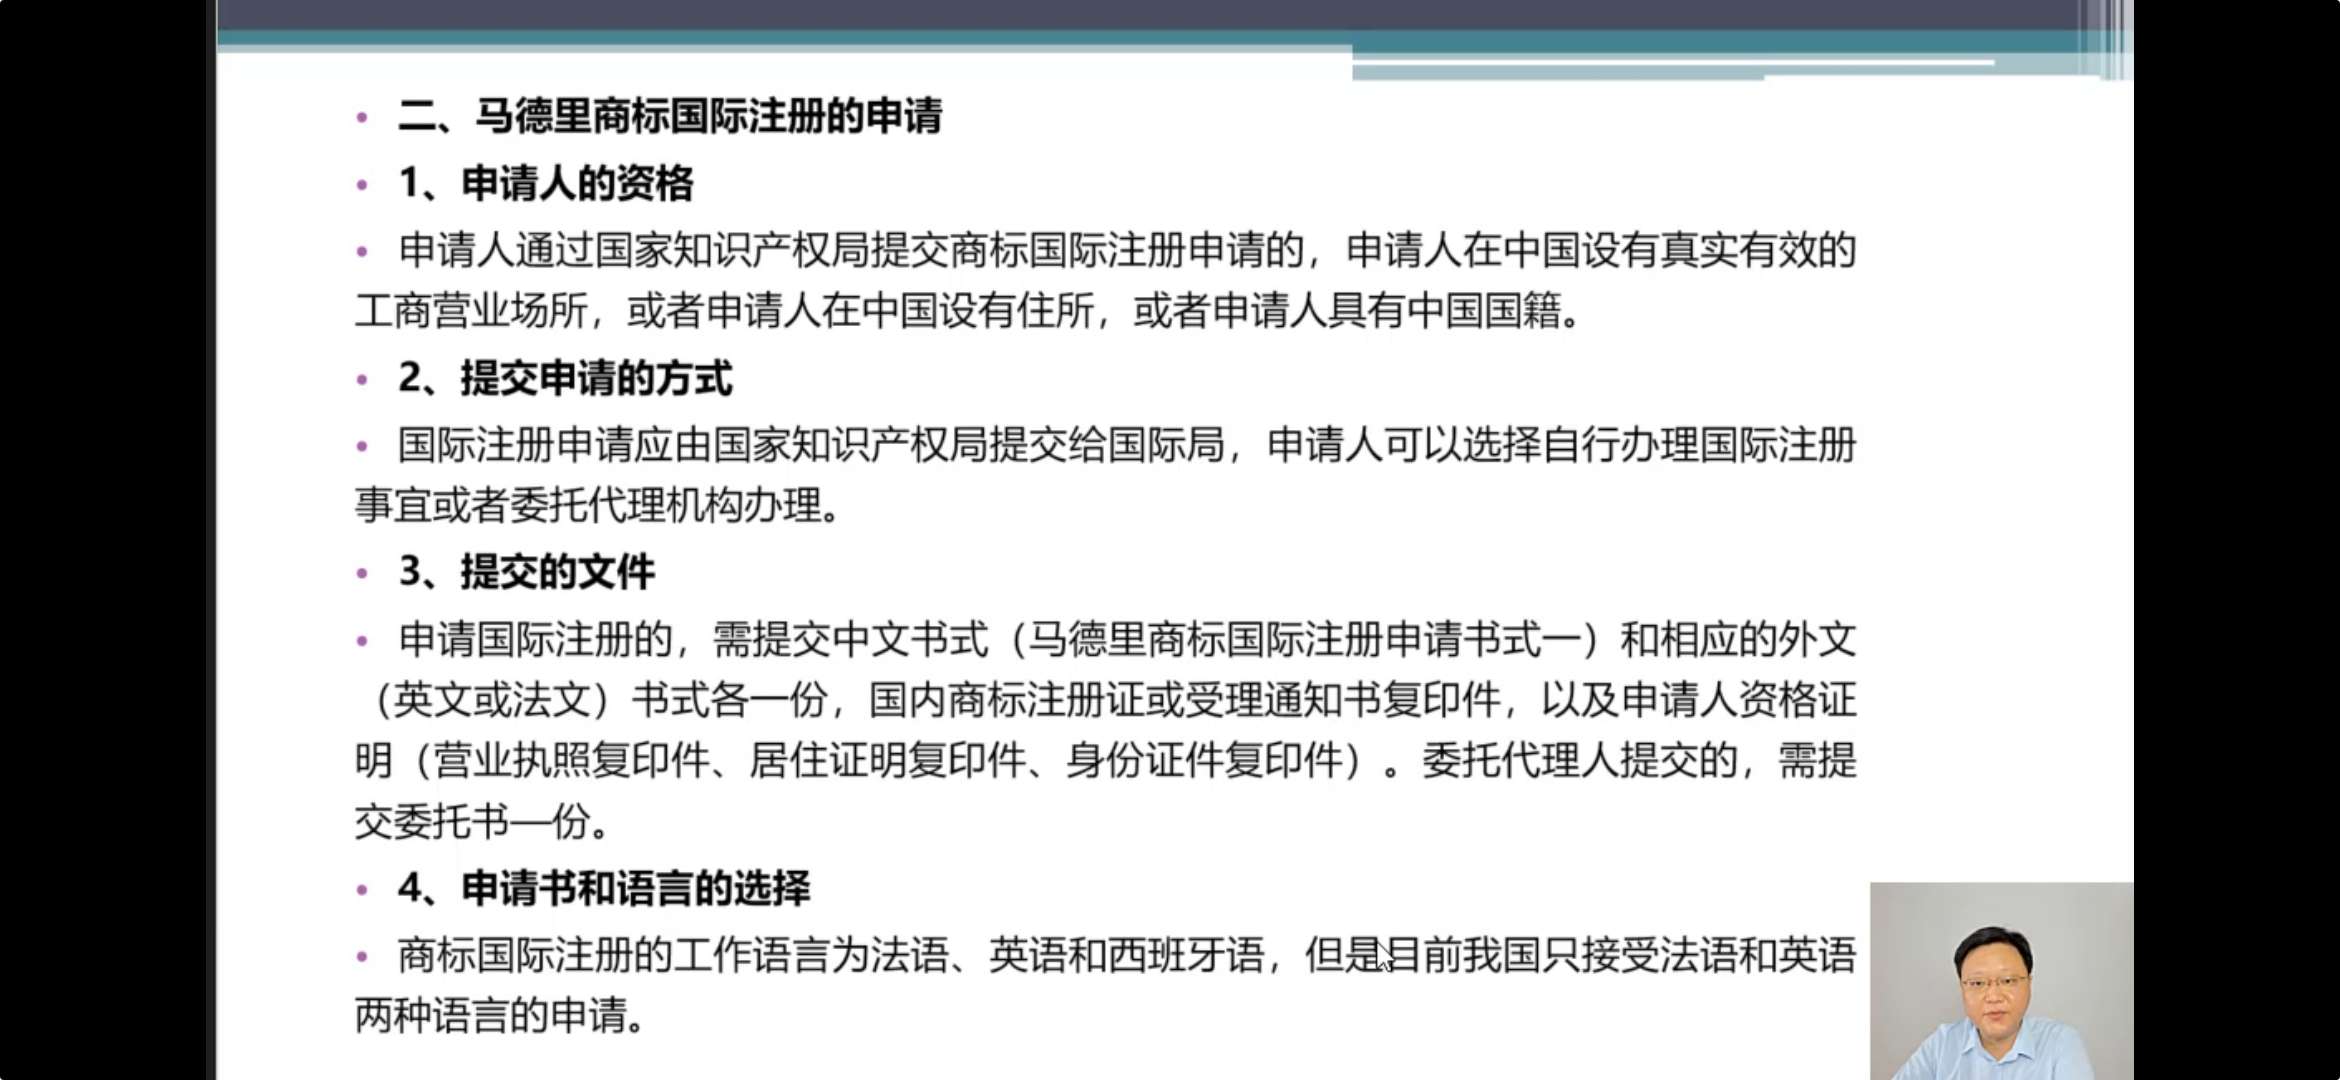 • 二、马德里商标国际注册的申请
• 1、申请人的资格
• 申请人通过国家知识产权局提交商标国际注册申请的，申请人在中国设有真实有效的
工商营业场所，或者申请人在中国设有住所，或者申请人具有中国国籍。
• 2、提交申请的方式
• 国际注册申请应由国家知识产权局提交给国际局，申请人可以选择自行办理国际注册
事宜或者委托代理机构办理。
• 3、提交的文件
• 申请国际注册的，需提交中文书式（马德里商标国际注册申请书式一）和相应的外文
（英文或法文）书式各一份，国内商标注册证或受理通知书复印件，以及申请人资格证
明（营业执照复印件、居住证明复印件、身份证件复印件）。委托代理人提交的，需提
交委托书—份。
• 4、申请书和语言的选择
• 商标国际注册的工作语言为法语、英语和西班牙语，但是目前我国只接受法语和英语
两种语言的申请。